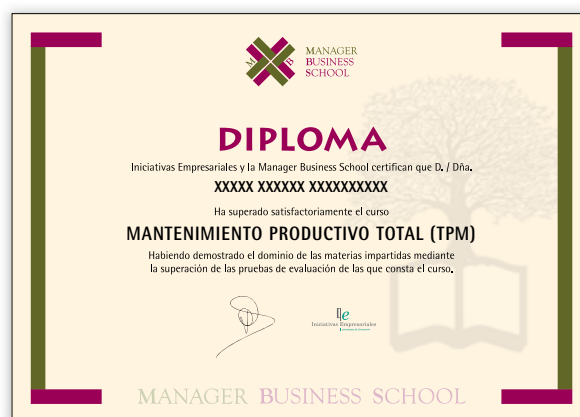 M B
MANAGER
BUSINESS
SCHOOL
DIPLOMA
Iniciativas Empresariales y la Manager Business School certifican que D. / Dña.
XXXXX XXXXXX XXXXXXXXXX
Ha superado satisfactoriamente el curso
MANTENIMIENTO PRODUCTIVO TOTAL (TPM)
Habiendo demostrado el dominio de las materias impartidas mediante
la superación de las pruebas de evaluación de las que consta el curso.
Ie
Iniciativas Empresariales
MANAGER BUSINESS SCHOOL